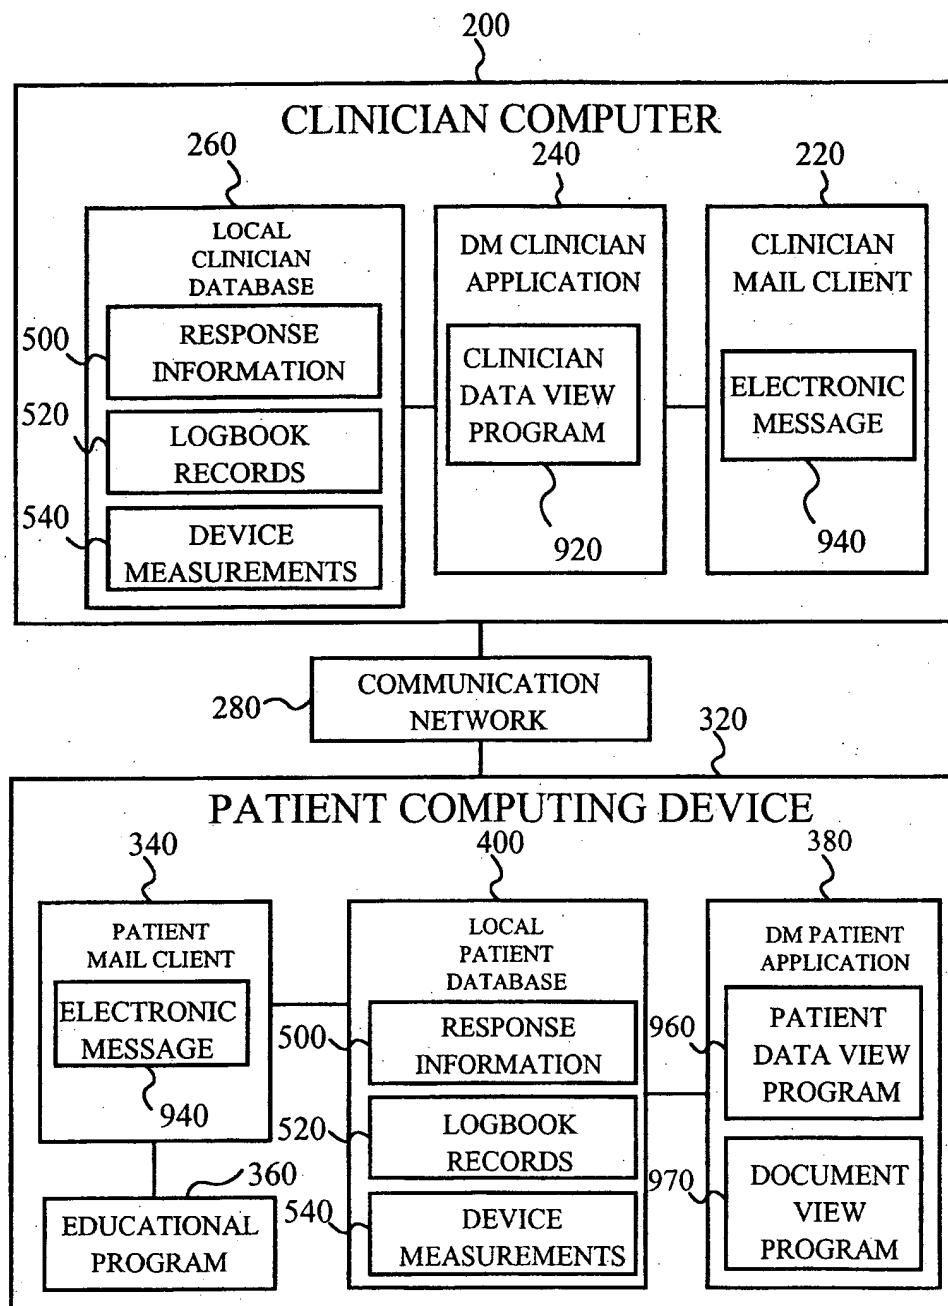 200
CLINICIAN COMPUTER
260
240
220
LOCAL
CLINICIAN
DATABASE
500
RESPONSE
INFORMATION
520
LOGBOOK
RECORDS
540
DEVICE
MEASUREMENTS
DM CLINICIAN
APPLICATION
CLINICIAN
DATA VIEW
PROGRAM
920
CLINICIAN
MAIL CLIENT
ELECTRONIC
MESSAGE
940
280
COMMUNICATION
NETWORK
320
PATIENT COMPUTING DEVICE
340
400
380
PATIENT
MAIL CLIENT
ELECTRONIC
MESSAGE
940
360
EDUCATIONAL
PROGRAM
LOCAL
PATIENT
DATABASE
500
RESPONSE
INFORMATION
520
LOGBOOK
RECORDS
540
DEVICE
MEASUREMENTS
DM PATIENT
APPLICATION
960
PATIENT
DATA VIEW
PROGRAM
970
DOCUMENT
VIEW
PROGRAM